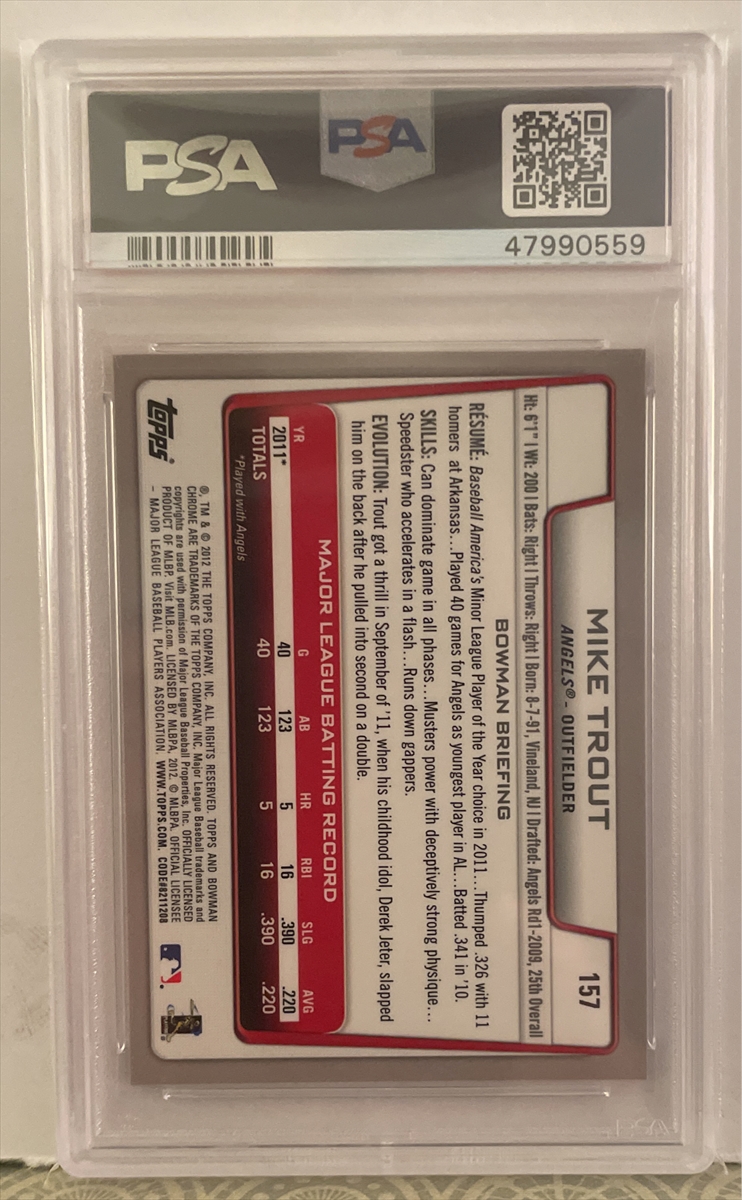 PSA
PSA
47990559
157
MIKE TROUT
ANGELS® - OUTFIELDER
Ht: 6'1" | Wt: 200 | Bats: Right | Throws: Right | Born: 8-7-91, Vineland, NJ | Drafted: Angels Rd1-2009, 25th Overall
BOWMAN BRIEFING
RÉSUMÉ: Baseball America's Minor League Player of the Year choice in 2011...Thumped .326 with 11
homers at Arkansas...Played 40 games for Angels as youngest player in AL...Batted .341 in '10.
SKILLS: Can dominate game in all phases...Musters power with deceptively strong physique...
Speedster who accelerates in a flash...Runs down gappers.
EVOLUTION: Trout got a thrill in September of '11, when his childhood idol, Derek Jeter, slapped
him on the back after he pulled into second on a double.
MAJOR LEAGUE BATTING RECORD
YR G AB HR RBI SLG AVG
2011* 40 123 5 16 .390 .220
TOTALS 40 123 5 16 .390 .220
*Played with Angels
®, TM & © 2012 THE TOPPS COMPANY, INC. ALL RIGHTS RESERVED. TOPPS AND BOWMAN
CHROME ARE TRADEMARKS OF THE TOPPS COMPANY, INC. Major League Baseball trademarks and
copyrights are used with permission of Major League Baseball Properties, Inc. OFFICIALLY LICENSED
PRODUCT OF MLBP. Visit MLB.com. LICENSED BY MLBPA, 2012. © MLBPA. OFFICIAL LICENSEE
- MAJOR LEAGUE BASEBALL PLAYERS ASSOCIATION. WWW.TOPPS.COM. CODE#8211208
topps
PSA